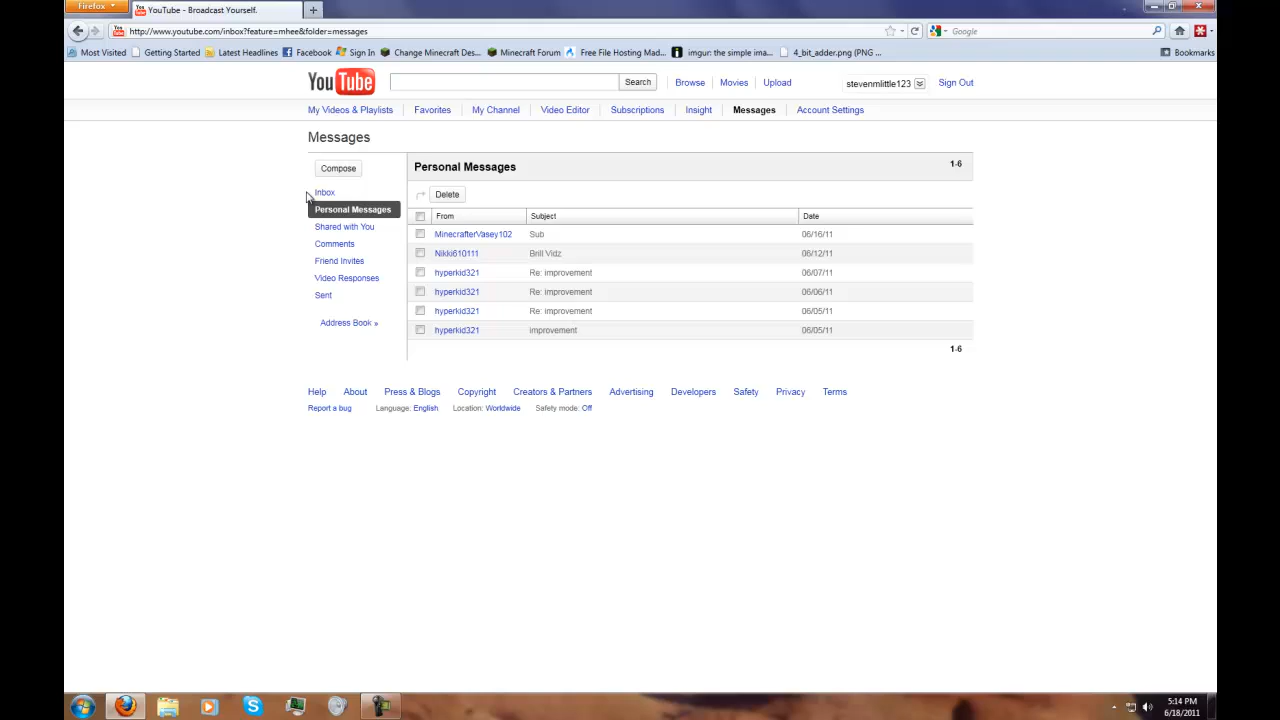 Firefox
YouTube - Broadcast Yourself.
http://www.youtube.com/inbox?feature=mhee&folder=messages
Google
Most Visited Getting Started Latest Headlines Facebook Sign In Change Minecraft Des... Minecraft Forum Free File Hosting Mad... imgur: the simple ima... 4_bit_adder.png (PNG ... Bookmarks
YouTube Search Browse Movies Upload stevenmlittle123 Sign Out
My Videos & Playlists Favorites My Channel Video Editor Subscriptions Insight Messages Account Settings
Messages
Compose
Inbox
Personal Messages
Shared with You
Comments
Friend Invites
Video Responses
Sent
Address Book »
Personal Messages 1-6
Delete
From Subject Date
MinecrafterVasey102 Sub 06/16/11
Nikki610111 Brill Vidz 06/12/11
hyperkid321 Re: improvement 06/07/11
hyperkid321 Re: improvement 06/06/11
hyperkid321 Re: improvement 06/05/11
hyperkid321 improvement 06/05/11
1-6
Help About Press & Blogs Copyright Creators & Partners Advertising Developers Safety Privacy Terms
Report a bug Language: English Location: Worldwide Safety mode: Off
5:14 PM
6/18/2011